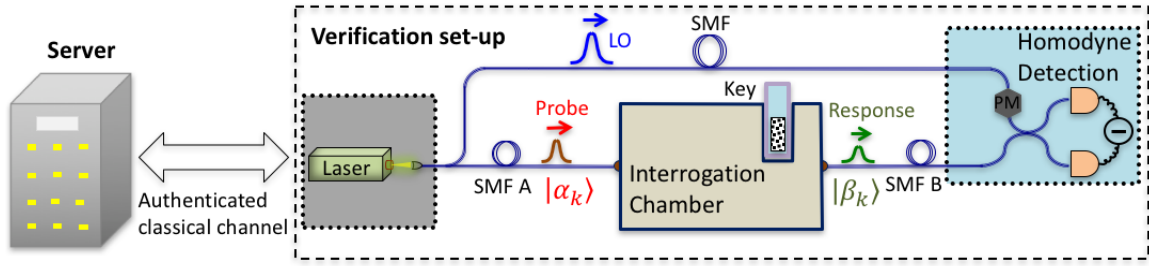 Server
Authenticated
classical channel
Verification set-up
Laser
SMF A
LO
SMF
Probe
|α_k⟩
Key
Interrogation
Chamber
Response
|β_k⟩
SMF B
Homodyne
Detection
PM
−